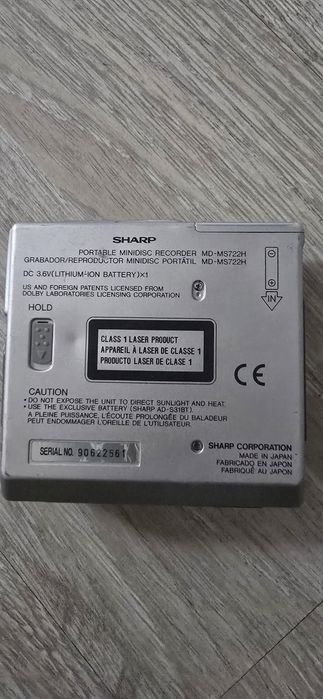 SHARP
PORTABLE MINIDISC RECORDER MD-MS722H
GRABADOR/REPRODUCTOR MINIDISC PORTÁTIL MD-MS722H
DC 3.6V(LITHIUM-ION BATTERY)×1
US AND FOREIGN PATENTS LICENSED FROM
DOLBY LABORATORIES LICENSING CORPORATION
IN
HOLD
CLASS 1 LASER PRODUCT
APPAREIL À LASER DE CLASSE 1
PRODUCTO LASER DE CLASE 1
CE
CAUTION
• DO NOT EXPOSE THE UNIT TO DIRECT SUNLIGHT AND HEAT.
• USE THE EXCLUSIVE BATTERY (SHARP AD-S31BT).
A PLEINE PUISSANCE, L'ÉCOUTE PROLONGÉE DU BALADEUR
PEUT ENDOMMAGER L'OREILLE DE L'UTILISATEUR.
SERIAL NO. 90622561
SHARP CORPORATION
MADE IN JAPAN
FABRICADO EN JAPON
FABRIQUÉ AU JAPON